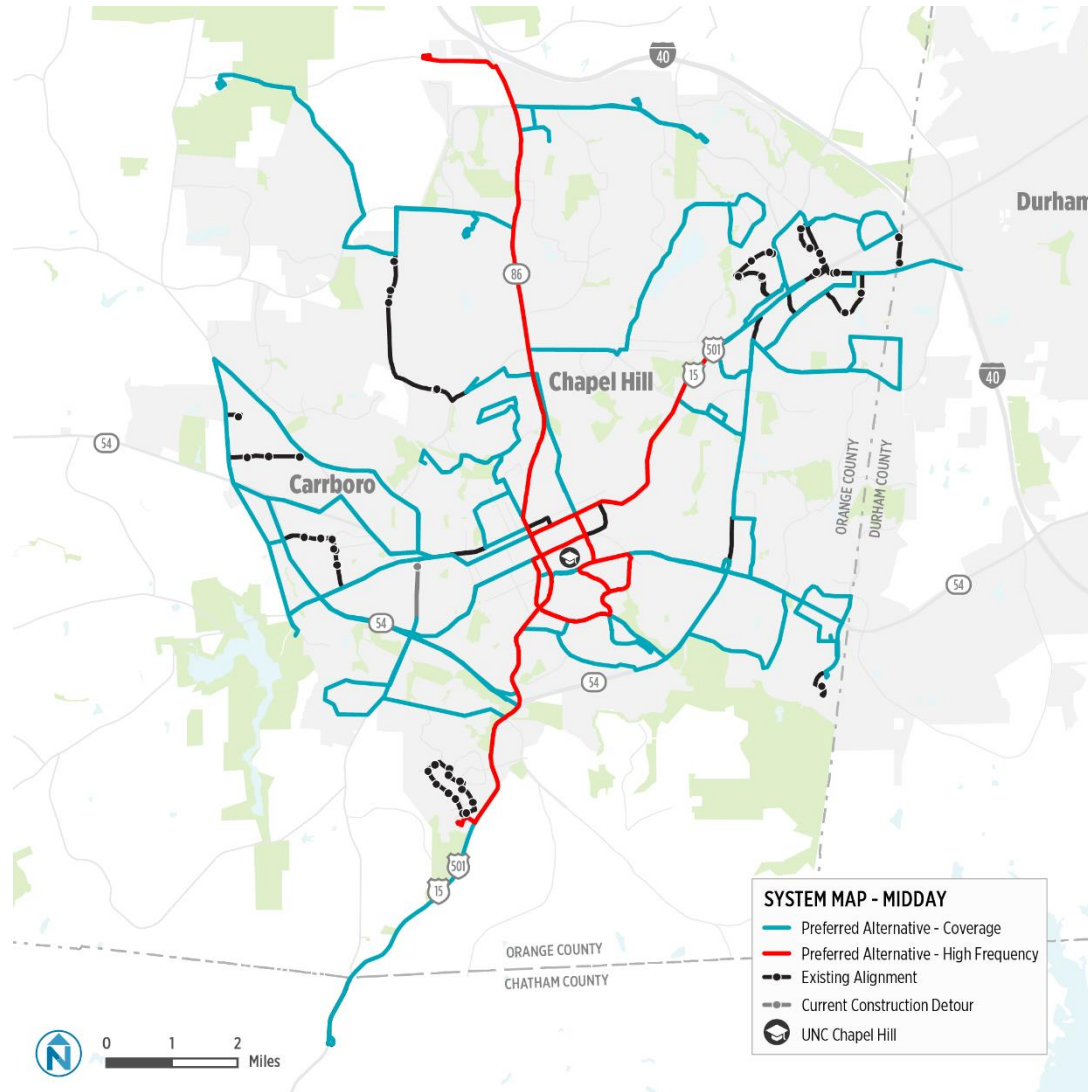 40
Durham
86
501
Chapel Hill
15
40
54
ORANGE COUNTY
DURHAM COUNTY
Carrboro
54
54
54
501
15
SYSTEM MAP - MIDDAY
Preferred Alternative - Coverage
Preferred Alternative - High Frequency
Existing Alignment
Current Construction Detour
UNC Chapel Hill
ORANGE COUNTY
CHATHAM COUNTY
N
0 1 2
Miles